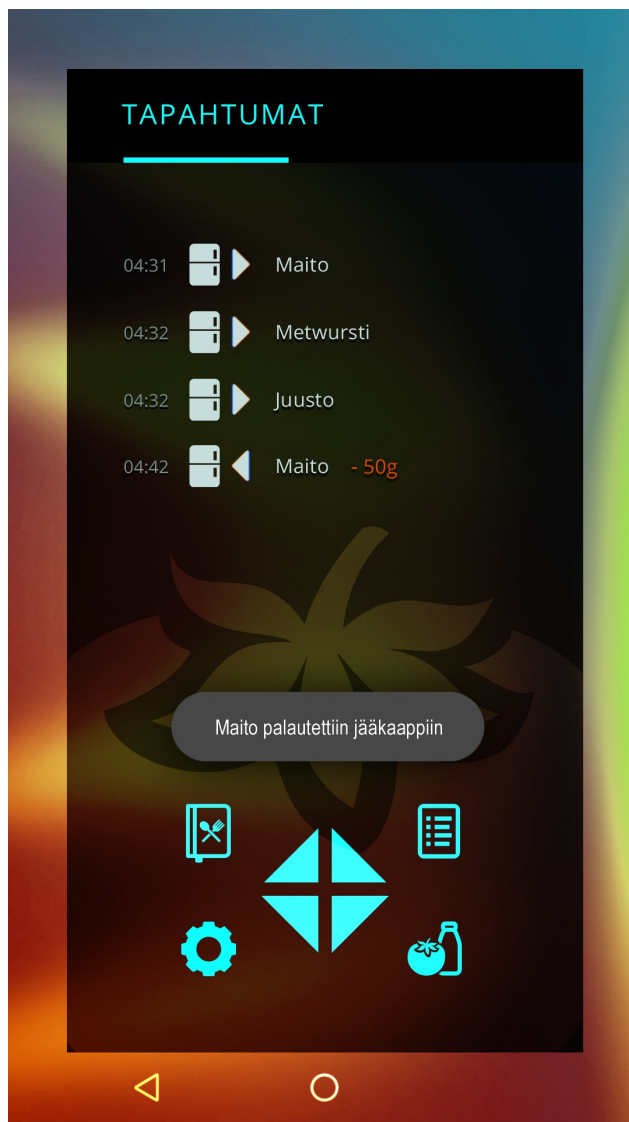 TAPAHTUMAT
04:31 Maito
04:32 Metwursti
04:32 Juusto
04:42 Maito - 50g
Maito palautettiin jääkaappiin